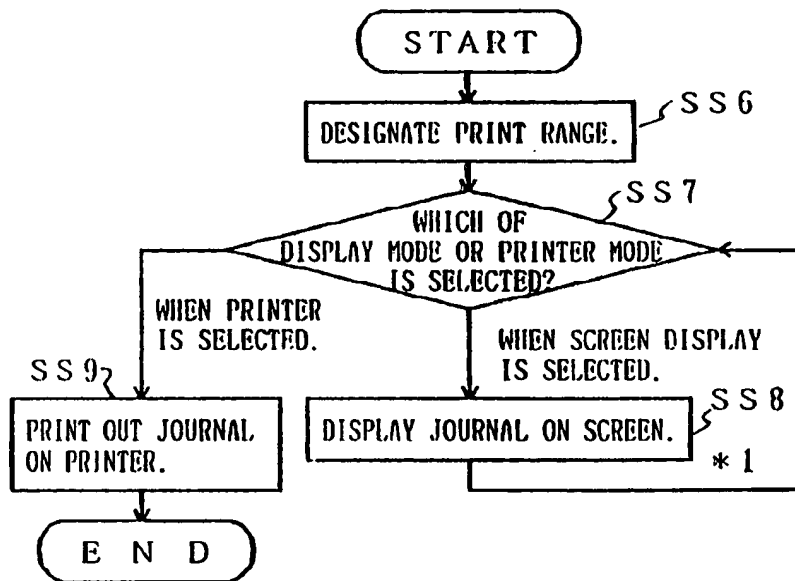 START
SS6
DESIGNATE PRINT RANGE.
SS7
WHICH OF
DISPLAY MODE OR PRINTER MODE
IS SELECTED?
WHEN PRINTER
IS SELECTED.
WHEN SCREEN DISPLAY
IS SELECTED.
SS9
SS8
PRINT OUT JOURNAL
ON PRINTER.
DISPLAY JOURNAL ON SCREEN.
*1
END